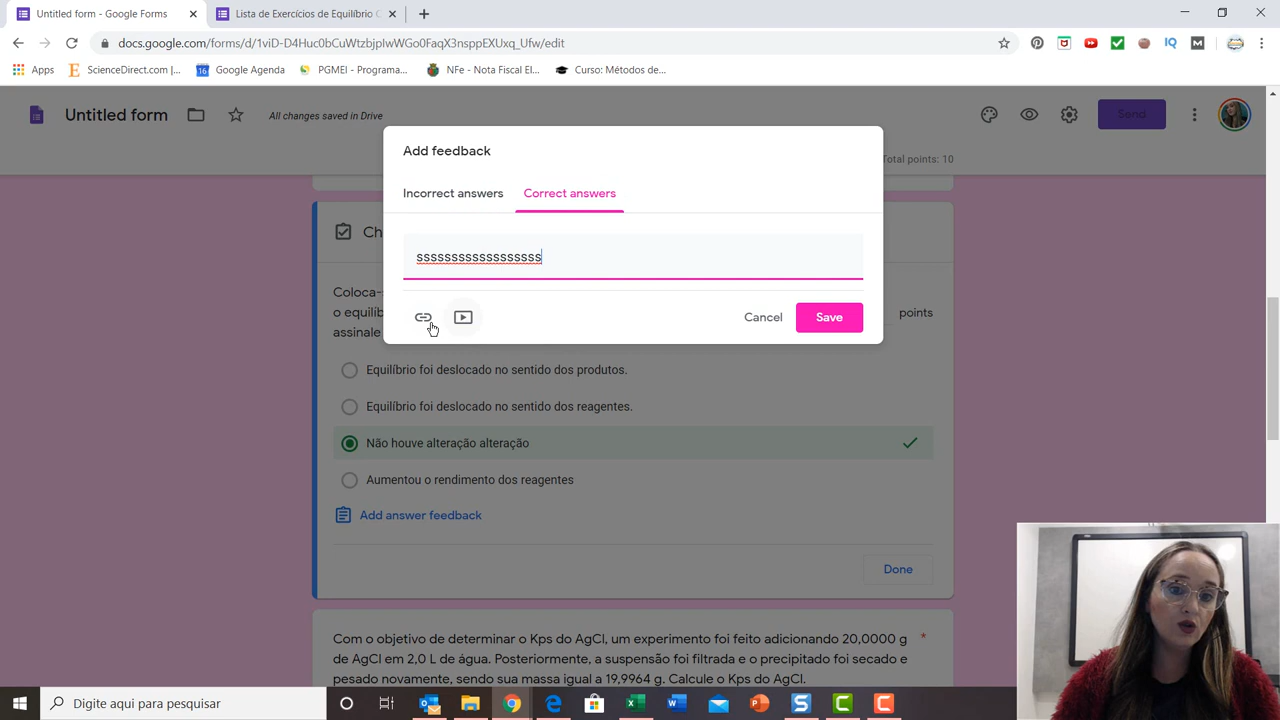 Untitled form - Google Forms
Lista de Exercícios de Equilíbrio
docs.google.com/forms/d/1viD-D4Huc0bCuWtzbjpIwWGo0FaqX3nsppEXUxq_Ufw/edit
Apps
ScienceDirect.com |...
Google Agenda
PGMEI - Programa...
NFe - Nota Fiscal El...
Curso: Métodos de...
Untitled form
All changes saved in Drive
Send
Total points: 10
Add feedback
Incorrect answers
Correct answers
Ch
ssssssssssssssssss
Coloca-
o equilíb
assinale
points
Cancel
Save
Equilíbrio foi deslocado no sentido dos produtos.
Equilíbrio foi deslocado no sentido dos reagentes.
Não houve alteração alteração
Aumentou o rendimento dos reagentes
Add answer feedback
Done
Com o objetivo de determinar o Kps do AgCl, um experimento foi feito adicionando 20,0000 g *
de AgCl em 2,0 L de água. Posteriormente, a suspensão foi filtrada e o precipitado foi secado e
pesado novamente, sendo sua massa igual a 19,9964 g. Calcule o Kps do AgCl.
Digite aqui para pesquisar